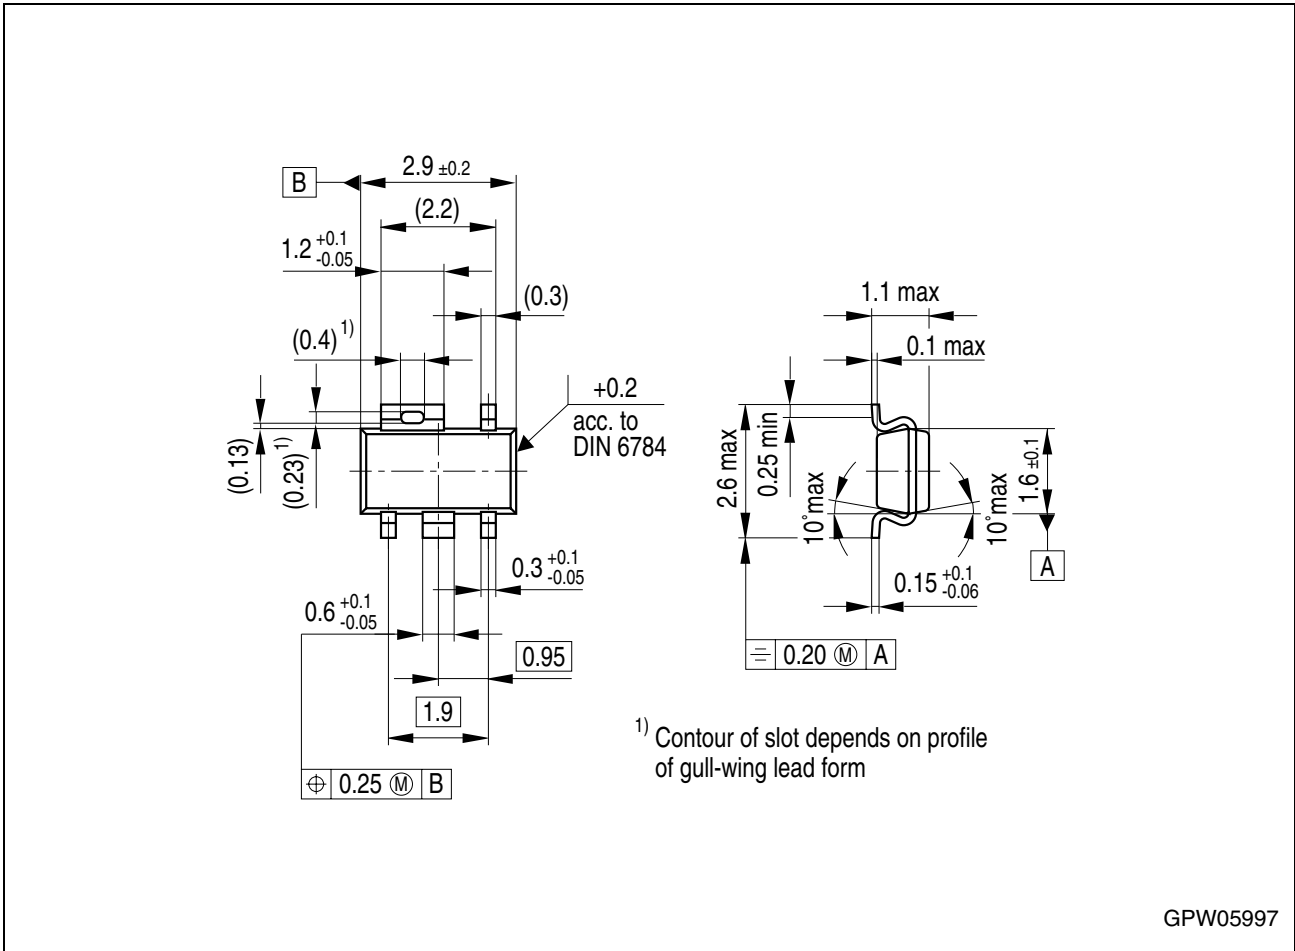 B
2.9 ±0.2
(2.2)
1.2 +0.1 -0.05
(0.3)
(0.4) 1)
+0.2
acc. to
DIN 6784
(0.13)
(0.23) 1)
0.3 +0.1 -0.05
0.6 +0.1 -0.05
0.95
1.9
⌖ 0.25 Ⓜ B
1.1 max
0.1 max
2.6 max
0.25 min
10° max
10° max
1.6 ±0.1
A
0.15 +0.1 -0.06
⌯ 0.20 Ⓜ A
1) Contour of slot depends on profile
of gull-wing lead form
GPW05997